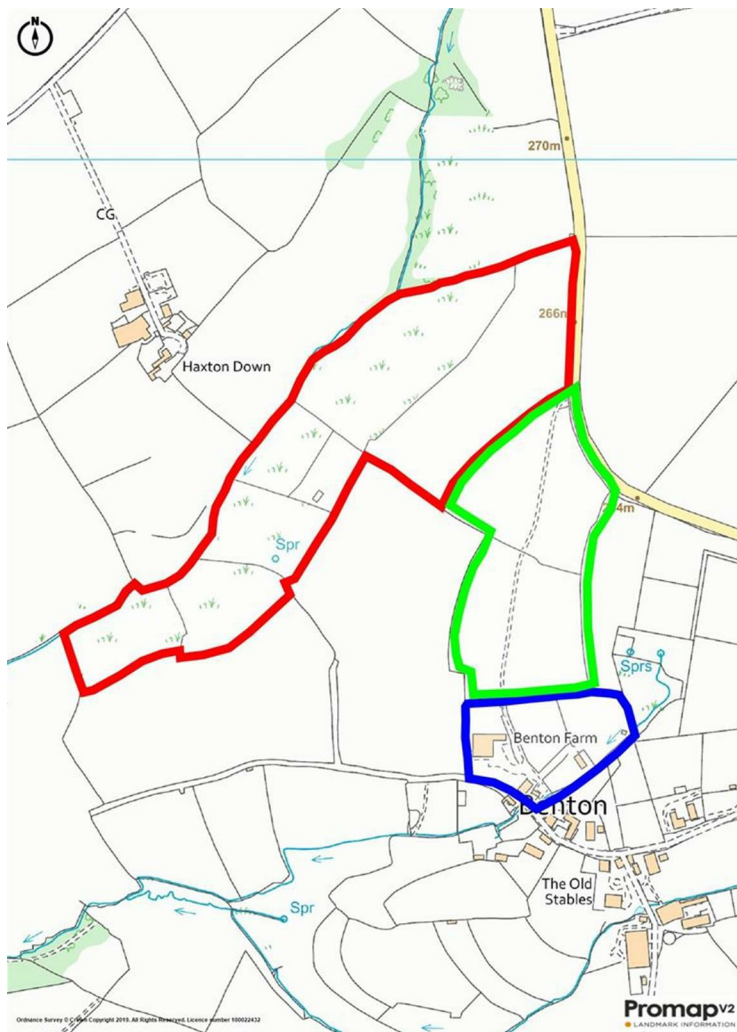 N
270m
CG
266m
Haxton Down
Spr
Sprs
Benton Farm
Benton
The Old
Stables
Spr
Ordnance Survey © Crown Copyright 2019. All Rights Reserved. Licence number 100022432
Promap V2
LANDMARK INFORMATION